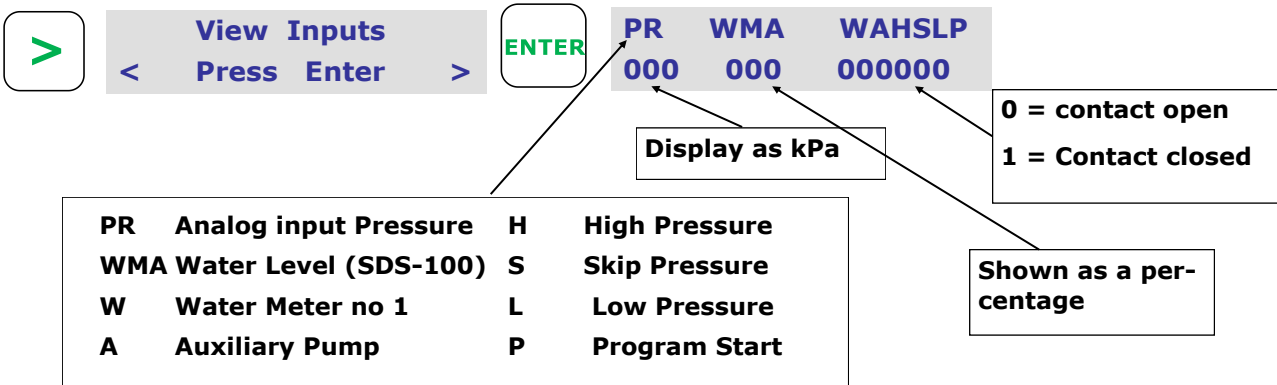 >
View Inputs
< Press Enter >
ENTER
PR WMA WAHSLP
000 000 000000
0 = contact open
1 = Contact closed
Display as kPa
PR Analog input Pressure H High Pressure
WMA Water Level (SDS-100) S Skip Pressure
W Water Meter no 1 L Low Pressure
A Auxiliary Pump P Program Start
Shown as a per-
centage